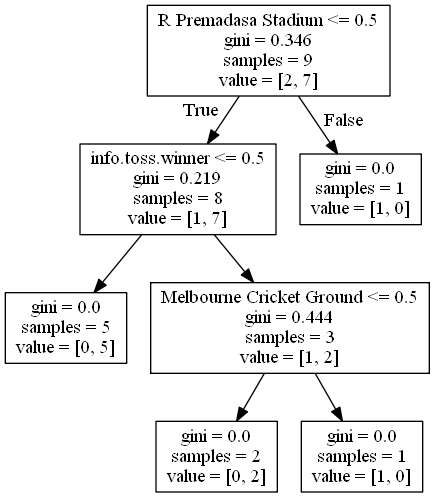 R Premadasa Stadium <= 0.5
gini = 0.346
samples = 9
value = [2, 7]
True
False
info.toss.winner <= 0.5
gini = 0.219
samples = 8
value = [1, 7]
gini = 0.0
samples = 1
value = [1, 0]
gini = 0.0
samples = 5
value = [0, 5]
Melbourne Cricket Ground <= 0.5
gini = 0.444
samples = 3
value = [1, 2]
gini = 0.0
samples = 2
value = [0, 2]
gini = 0.0
samples = 1
value = [1, 0]